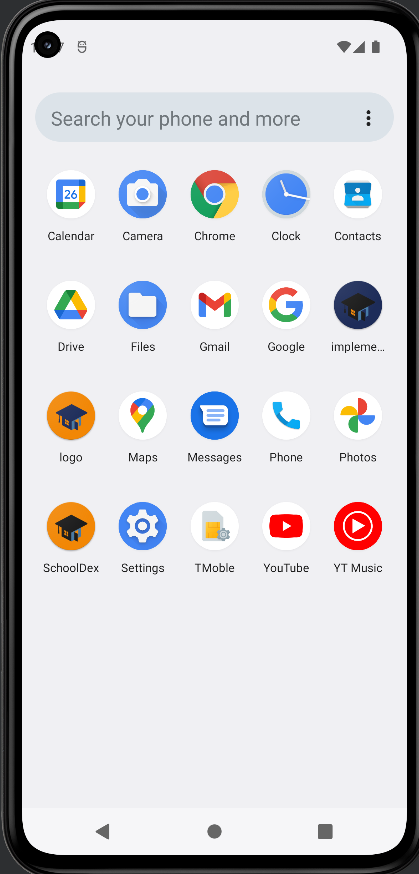 Search your phone and more
26
Calendar Camera Chrome Clock Contacts
Drive Files Gmail Google impleme...
logo Maps Messages Phone Photos
SchoolDex Settings TMoble YouTube YT Music